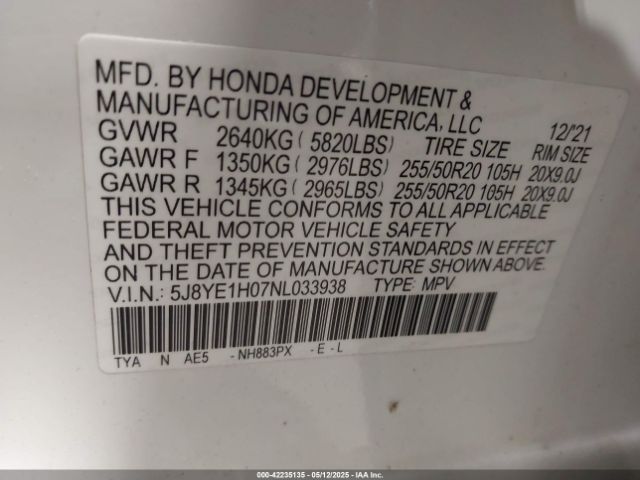 MFD. BY HONDA DEVELOPMENT &
MANUFACTURING OF AMERICA, LLC 12/21
GVWR 2640KG ( 5820LBS) TIRE SIZE RIM SIZE
GAWR F 1350KG ( 2976LBS) 255/50R20 105H 20X9.0J
GAWR R 1345KG ( 2965LBS) 255/50R20 105H 20X9.0J
THIS VEHICLE CONFORMS TO ALL APPLICABLE
FEDERAL MOTOR VEHICLE SAFETY
AND THEFT PREVENTION STANDARDS IN EFFECT
ON THE DATE OF MANUFACTURE SHOWN ABOVE.
V.I.N.: 5J8YE1H07NL033938 TYPE: MPV
TYA N AE5 -NH883PX -E-L
000-42235135 - 05/12/2025 - IAA Inc.